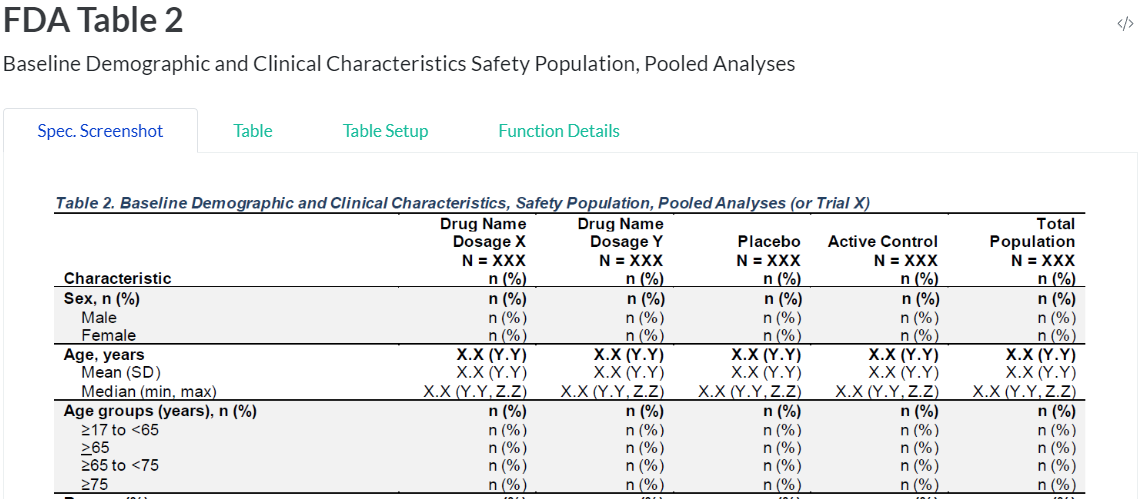 FDA Table 2
</>
Baseline Demographic and Clinical Characteristics Safety Population, Pooled Analyses
Spec. Screenshot Table Table Setup Function Details
Table 2. Baseline Demographic and Clinical Characteristics, Safety Population, Pooled Analyses (or Trial X)
Drug Name Drug Name Total
Dosage X Dosage Y Placebo Active Control Population
N = XXX N = XXX N = XXX N = XXX N = XXX
Characteristic n (%) n (%) n (%) n (%) n (%)
Sex, n (%) n (%) n (%) n (%) n (%) n (%)
Male n (%) n (%) n (%) n (%) n (%)
Female n (%) n (%) n (%) n (%) n (%)
Age, years X.X (Y.Y) X.X (Y.Y) X.X (Y.Y) X.X (Y.Y) X.X (Y.Y)
Mean (SD) X.X (Y.Y) X.X (Y.Y) X.X (Y.Y) X.X (Y.Y) X.X (Y.Y)
Median (min, max) X.X (Y.Y, Z.Z) X.X (Y.Y, Z.Z) X.X (Y.Y, Z.Z) X.X (Y.Y, Z.Z) X.X (Y.Y, Z.Z)
Age groups (years), n (%) n (%) n (%) n (%) n (%) n (%)
≥17 to <65 n (%) n (%) n (%) n (%) n (%)
≥65 n (%) n (%) n (%) n (%) n (%)
≥65 to <75 n (%) n (%) n (%) n (%) n (%)
≥75 n (%) n (%) n (%) n (%) n (%)